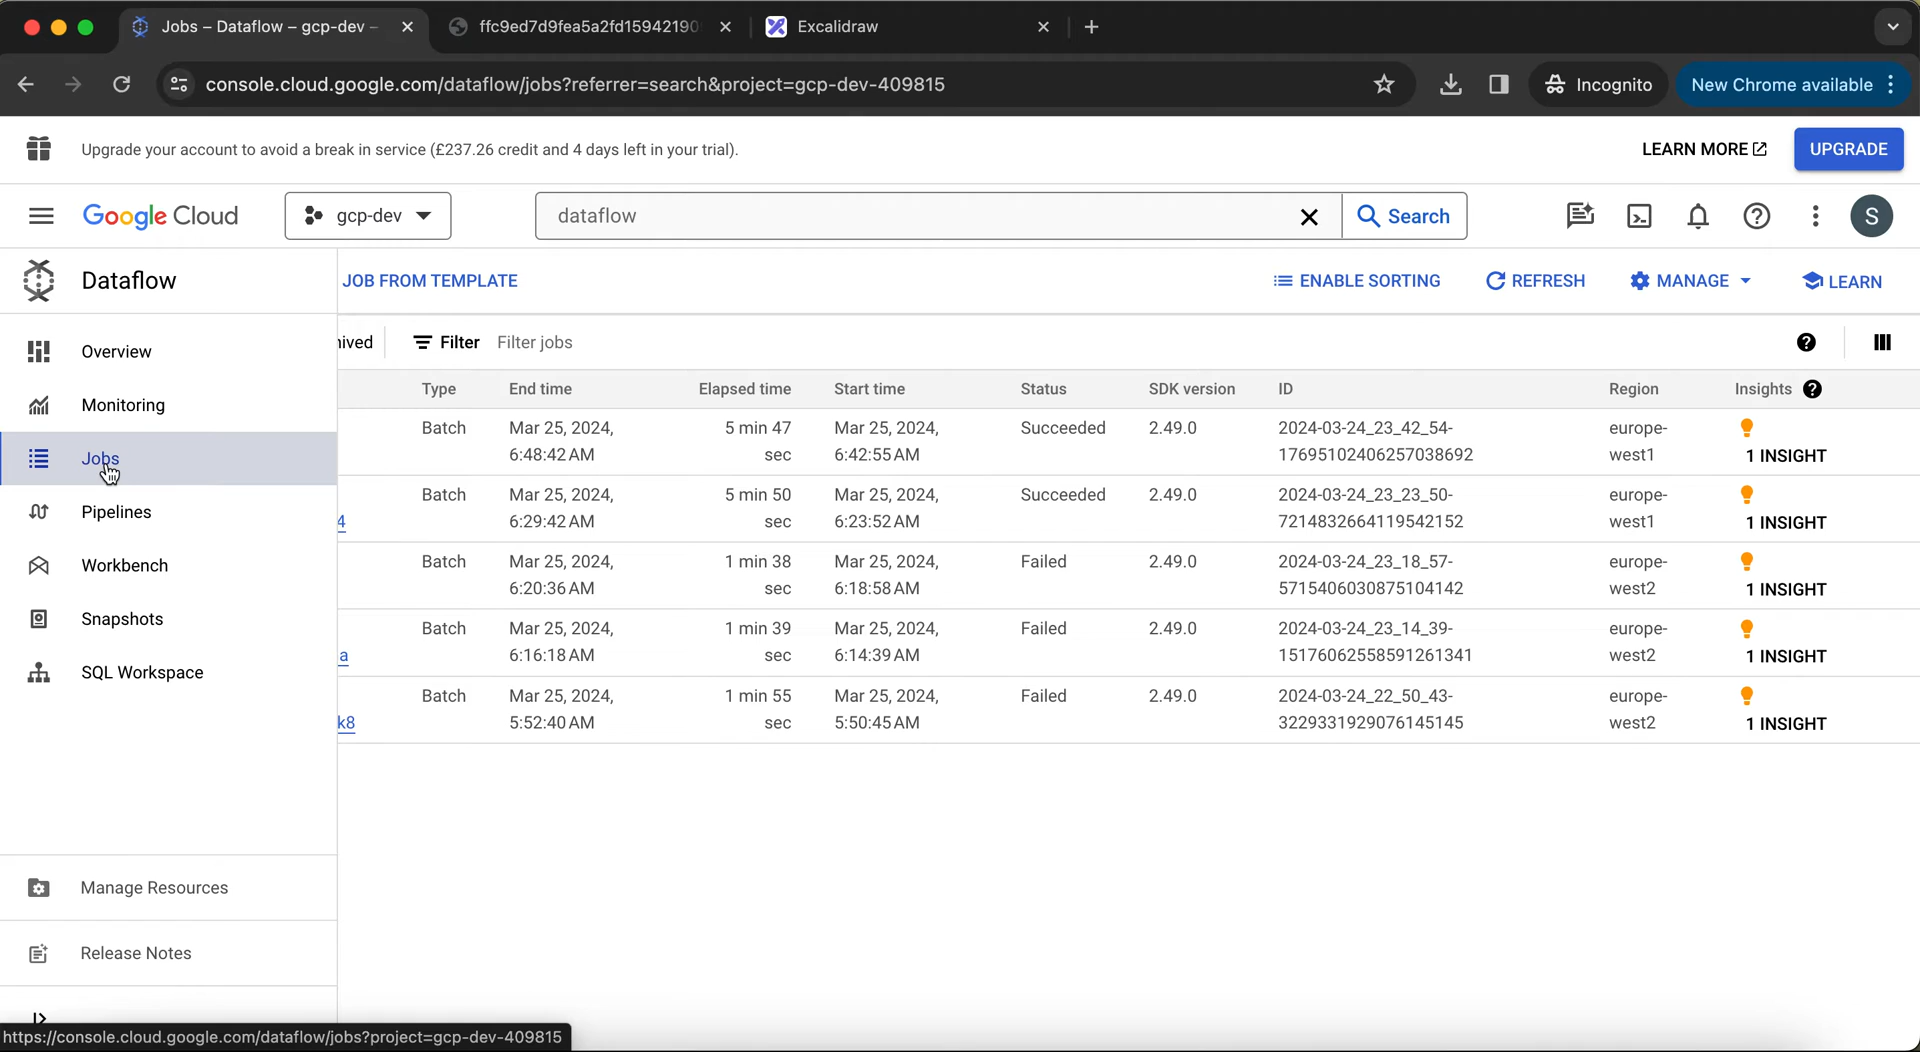 Jobs – Dataflow – gcp-dev –
ffc9ed7d9fea5a2fd15942190
Excalidraw
console.cloud.google.com/dataflow/jobs?referrer=search&project=gcp-dev-409815
Incognito
New Chrome available
Upgrade your account to avoid a break in service (£237.26 credit and 4 days left in your trial).
LEARN MORE
UPGRADE
Google Cloud
gcp-dev
dataflow
Search
S
Dataflow
JOB FROM TEMPLATE
ENABLE SORTING
REFRESH
MANAGE
LEARN
Overview
Monitoring
Jobs
Pipelines
Workbench
Snapshots
SQL Workspace
Manage Resources
Release Notes
hived
Filter
Filter jobs
Type End time Elapsed time Start time Status SDK version ID Region Insights
Batch Mar 25, 2024, 5 min 47 Mar 25, 2024, Succeeded 2.49.0 2024-03-24_23_42_54- europe-
6:48:42 AM sec 6:42:55 AM 17695102406257038692 west1 1 INSIGHT
Batch Mar 25, 2024, 5 min 50 Mar 25, 2024, Succeeded 2.49.0 2024-03-24_23_23_50- europe-
4 6:29:42 AM sec 6:23:52 AM 7214832664119542152 west1 1 INSIGHT
Batch Mar 25, 2024, 1 min 38 Mar 25, 2024, Failed 2.49.0 2024-03-24_23_18_57- europe-
6:20:36 AM sec 6:18:58 AM 5715406030875104142 west2 1 INSIGHT
Batch Mar 25, 2024, 1 min 39 Mar 25, 2024, Failed 2.49.0 2024-03-24_23_14_39- europe-
a 6:16:18 AM sec 6:14:39 AM 15176062558591261341 west2 1 INSIGHT
Batch Mar 25, 2024, 1 min 55 Mar 25, 2024, Failed 2.49.0 2024-03-24_22_50_43- europe-
k8 5:52:40 AM sec 5:50:45 AM 3229331929076145145 west2 1 INSIGHT
https://console.cloud.google.com/dataflow/jobs?project=gcp-dev-409815